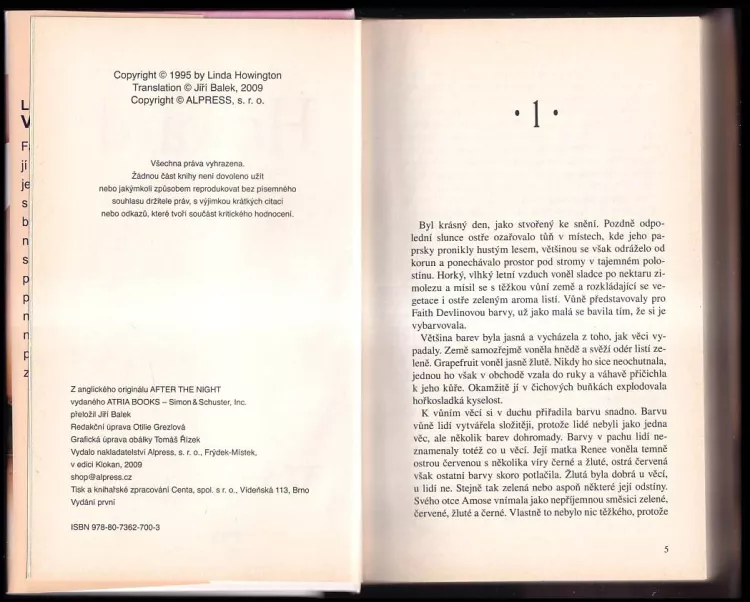 L
V
F
ji
je
s
b
n
s
p
p
n
n
p
z
Copyright © 1995 by Linda Howington
Translation © Jiří Balek, 2009
Copyright © ALPRESS, s. r. o.
Všechna práva vyhrazena.
Žádnou část knihy není dovoleno užít
nebo jakýmkoli způsobem reprodukovat bez písemného
souhlasu držitele práv, s výjimkou krátkých citací
nebo odkazů, které tvoří součást kritického hodnocení.
Z anglického originálu AFTER THE NIGHT
vydaného ATRIA BOOKS – Simon & Schuster, Inc.
přeložil Jiří Balek
Redakční úprava Otilie Grezlová
Grafická úprava obálky Tomáš Řízek
Vydalo nakladatelství Alpress, s. r. o., Frýdek-Místek,
v edici Klokan, 2009
shop@alpress.cz
Tisk a knihařské zpracování Centa, spol. s r. o., Vídeňská 113, Brno
Vydání první
ISBN 978-80-7362-700-3
· 1 ·
Byl krásný den, jako stvořený ke snění. Pozdně odpo-
lední slunce ostře ozařovalo tůň v místech, kde jeho pa-
prsky pronikly hustým lesem, většinou se však odráželo od
korun a ponechávalo prostor pod stromy v tajemném polo-
stínu. Horký, vlhký letní vzduch voněl sladce po nektaru zi-
molezu a mísil se s těžkou vůní země a rozkládající se ve-
getace i ostře zeleným aroma listí. Vůně představovaly pro
Faith Devlinovou barvy, už jako malá se bavila tím, že si je
vybarvovala.
Většina barev byla jasná a vycházela z toho, jak věci vy-
padaly. Země samozřejmě voněla hnědě a svěží odér listí ze-
leně. Grapefruit voněl jasně žlutě. Nikdy ho sice neochutnala,
jednou ho však v obchodě vzala do ruky a váhavě přičichla
k jeho kůře. Okamžitě jí v čichových buňkách explodovala
hořkosladká kyselost.
K vůním věcí si v duchu přiřadila barvu snadno. Barvu
vůně lidí vytvářela složitěji, protože lidé nebyli jako jedna
věc, ale několik barev dohromady. Barvy v pachu lidí ne-
znamenaly totéž co u věcí. Její matka Renee voněla temně
ostrou červenou s několika víry černé a žluté, ostrá červená
však ostatní barvy skoro potlačila. Žlutá byla dobrá u věcí,
u lidí ne. Stejně tak zelená nebo aspoň některé její odstíny.
Svého otce Amose vnímala jako nepříjemnou směsici zelené,
červené, žluté a černé. Vlastně to nebylo nic těžkého, protože
5